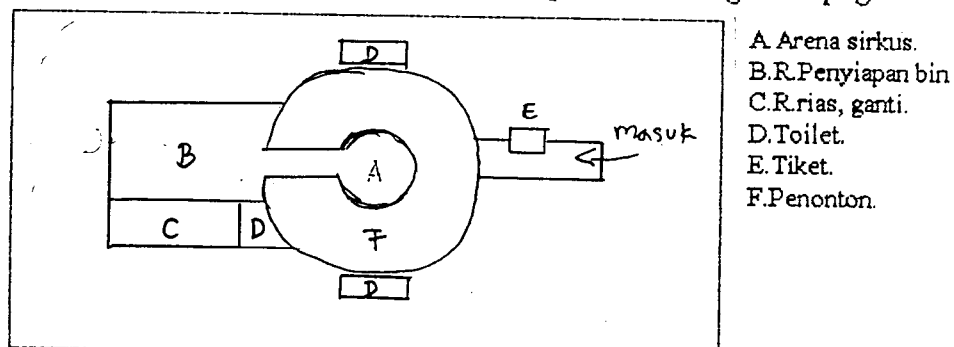 D
E
masuk
B
A
C
D
F
D
A Arena sirkus.
B.R.Penyiapan bin
C.R.rias, ganti.
D.Toilet.
E.Tiket.
F.Penonton.